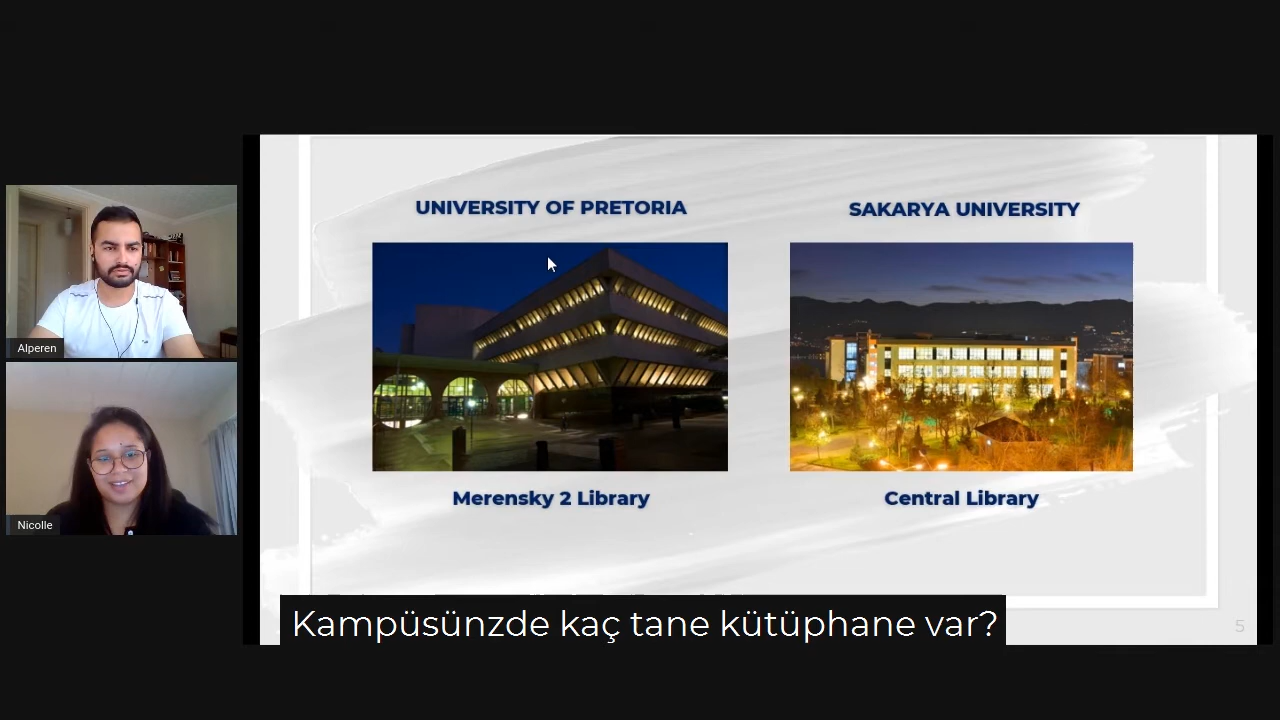 UNIVERSITY OF PRETORIA
SAKARYA UNIVERSITY
Alperen
Nicolle
Merensky 2 Library
Central Library
Kampüsünzde kaç tane kütüphane var?
5